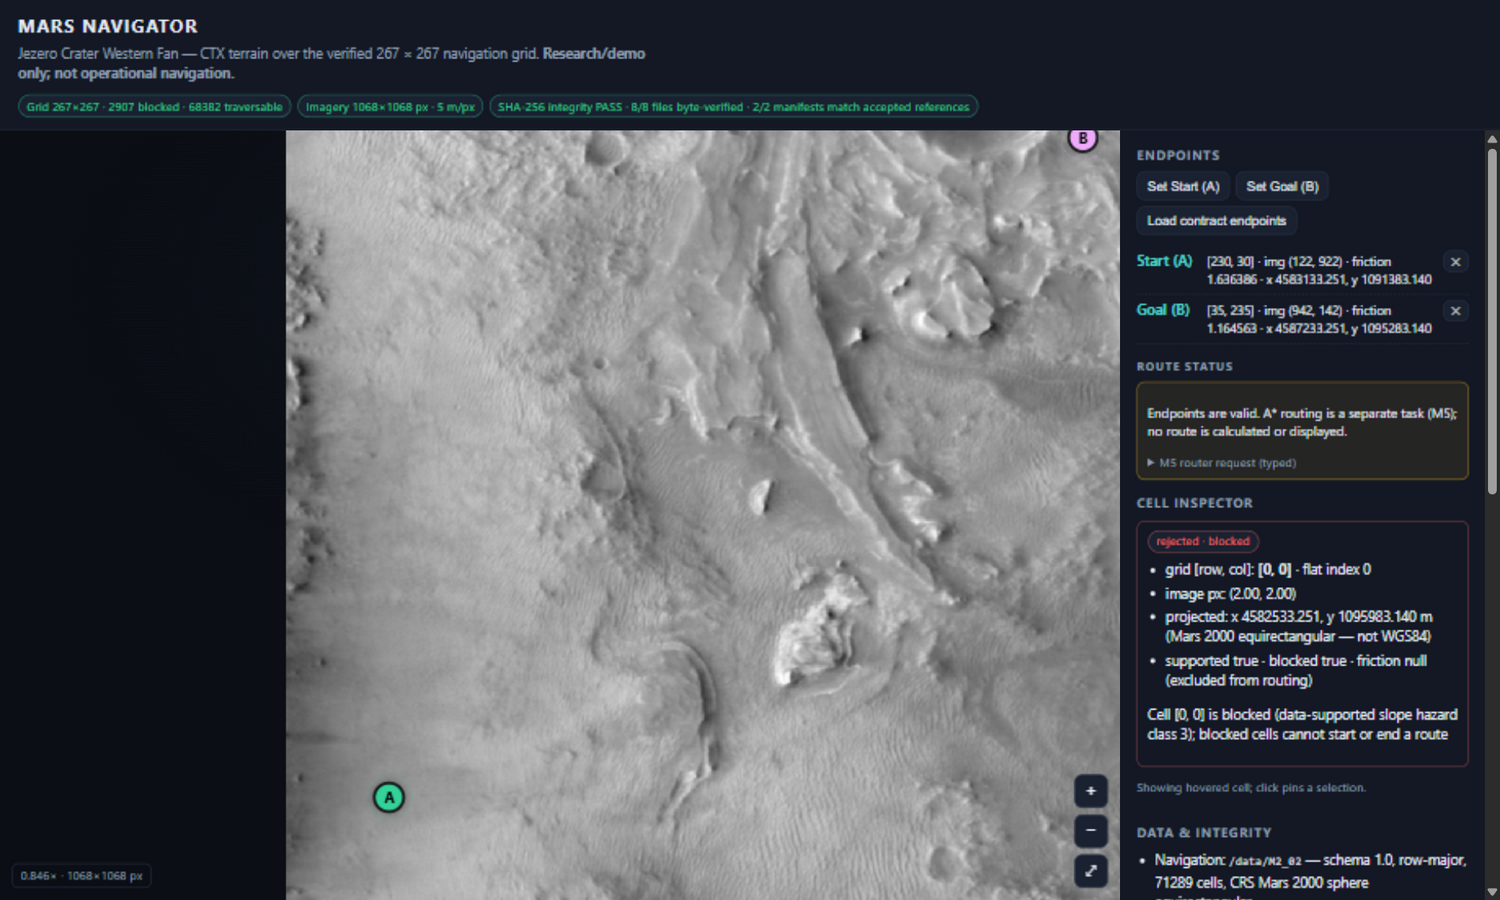 MARS NAVIGATOR
Jezero Crater Western Fan — CTX terrain over the verified 267 × 267 navigation grid. Research/demo
only; not operational navigation.
Grid 267×267 · 2907 blocked · 68382 traversable
Imagery 1068×1068 px · 5 m/px
SHA-256 integrity PASS · 8/8 files byte-verified · 2/2 manifests match accepted references
B
A
+
−
0.846× · 1068×1068 px
ENDPOINTS
Set Start (A)
Set Goal (B)
Load contract endpoints
Start (A)
[230, 30] · img (122, 922) · friction
1.636386 · x 4583133.251, y 1091383.140
×
Goal (B)
[35, 235] · img (942, 142) · friction
1.164563 · x 4587233.251, y 1095283.140
×
ROUTE STATUS
Endpoints are valid. A* routing is a separate task (M5);
no route is calculated or displayed.
▶ M5 router request (typed)
CELL INSPECTOR
rejected · blocked
• grid [row, col]: [0, 0] · flat index 0
• image px: (2.00, 2.00)
• projected: x 4582533.251, y 1095983.140 m
(Mars 2000 equirectangular — not WGS84)
• supported true · blocked true · friction null
(excluded from routing)
Cell [0, 0] is blocked (data-supported slope hazard
class 3); blocked cells cannot start or end a route
Showing hovered cell; click pins a selection.
DATA & INTEGRITY
• Navigation: /data/M2_02 — schema 1.0, row-major,
71289 cells, CRS Mars 2000 sphere